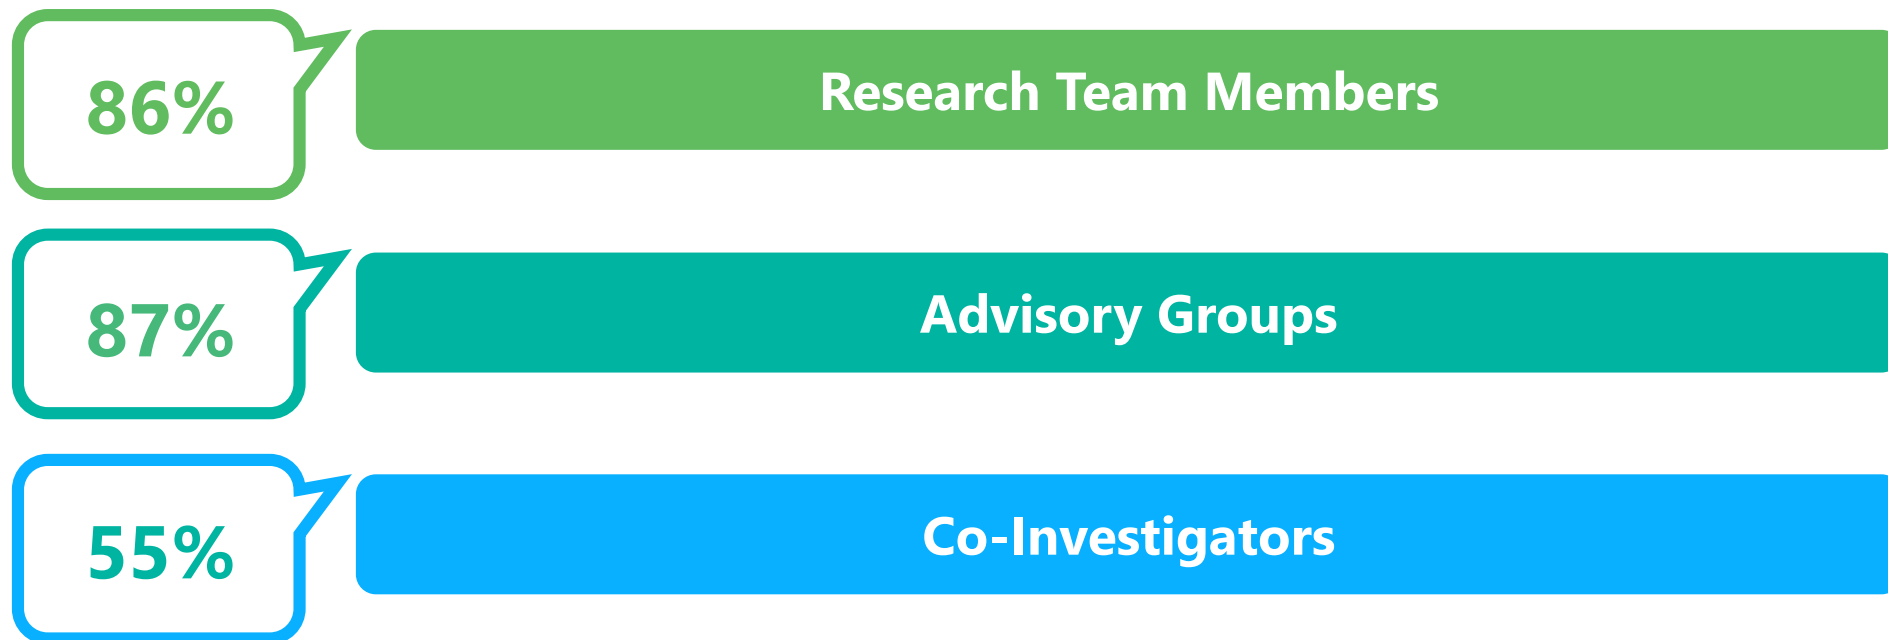 86%
Research Team Members
87%
Advisory Groups
55%
Co-Investigators